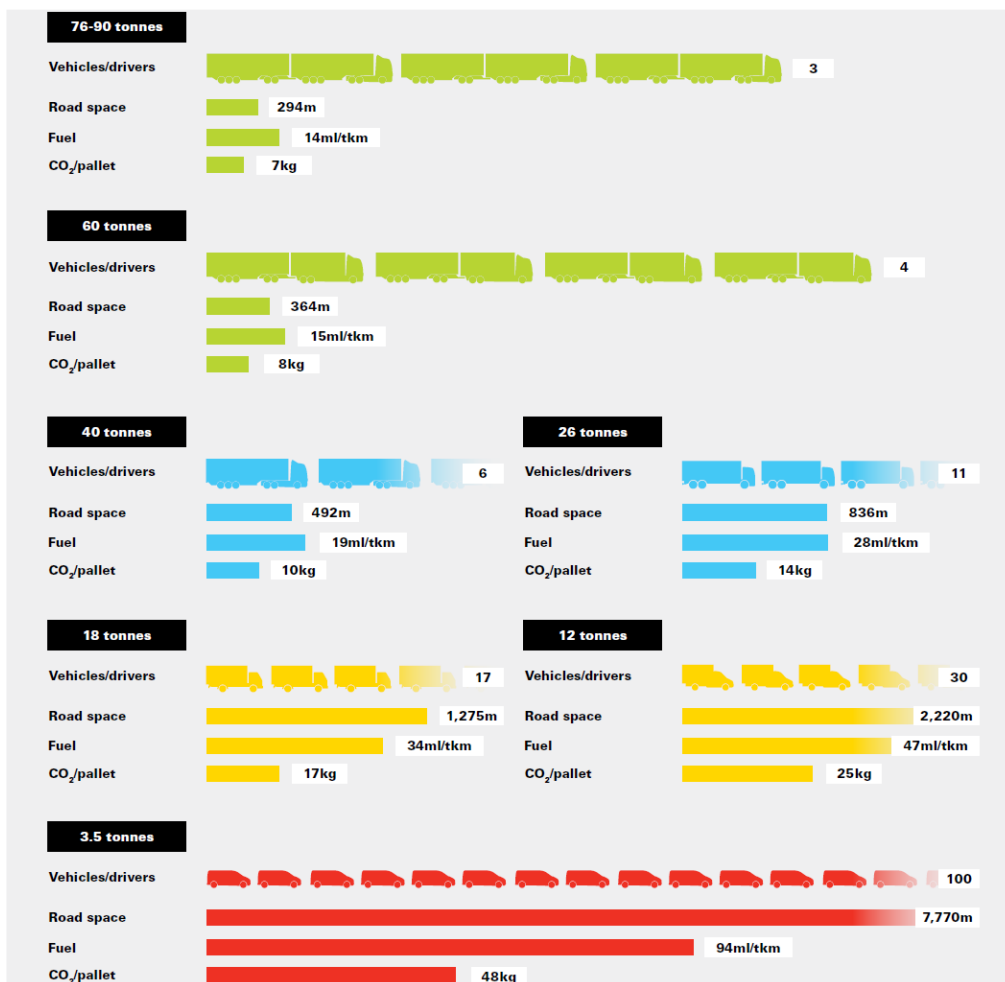 76-90 tonnes
Vehicles/drivers
3
Road space
294m
Fuel
14ml/tkm
CO₂/pallet
7kg
60 tonnes
Vehicles/drivers
4
Road space
364m
Fuel
15ml/tkm
CO₂/pallet
8kg
40 tonnes
Vehicles/drivers
6
Road space
492m
Fuel
19ml/tkm
CO₂/pallet
10kg
26 tonnes
Vehicles/drivers
11
Road space
836m
Fuel
28ml/tkm
CO₂/pallet
14kg
18 tonnes
Vehicles/drivers
17
Road space
1,275m
Fuel
34ml/tkm
CO₂/pallet
17kg
12 tonnes
Vehicles/drivers
30
Road space
2,220m
Fuel
47ml/tkm
CO₂/pallet
25kg
3.5 tonnes
Vehicles/drivers
100
Road space
7,770m
Fuel
94ml/tkm
CO₂/pallet
48kg